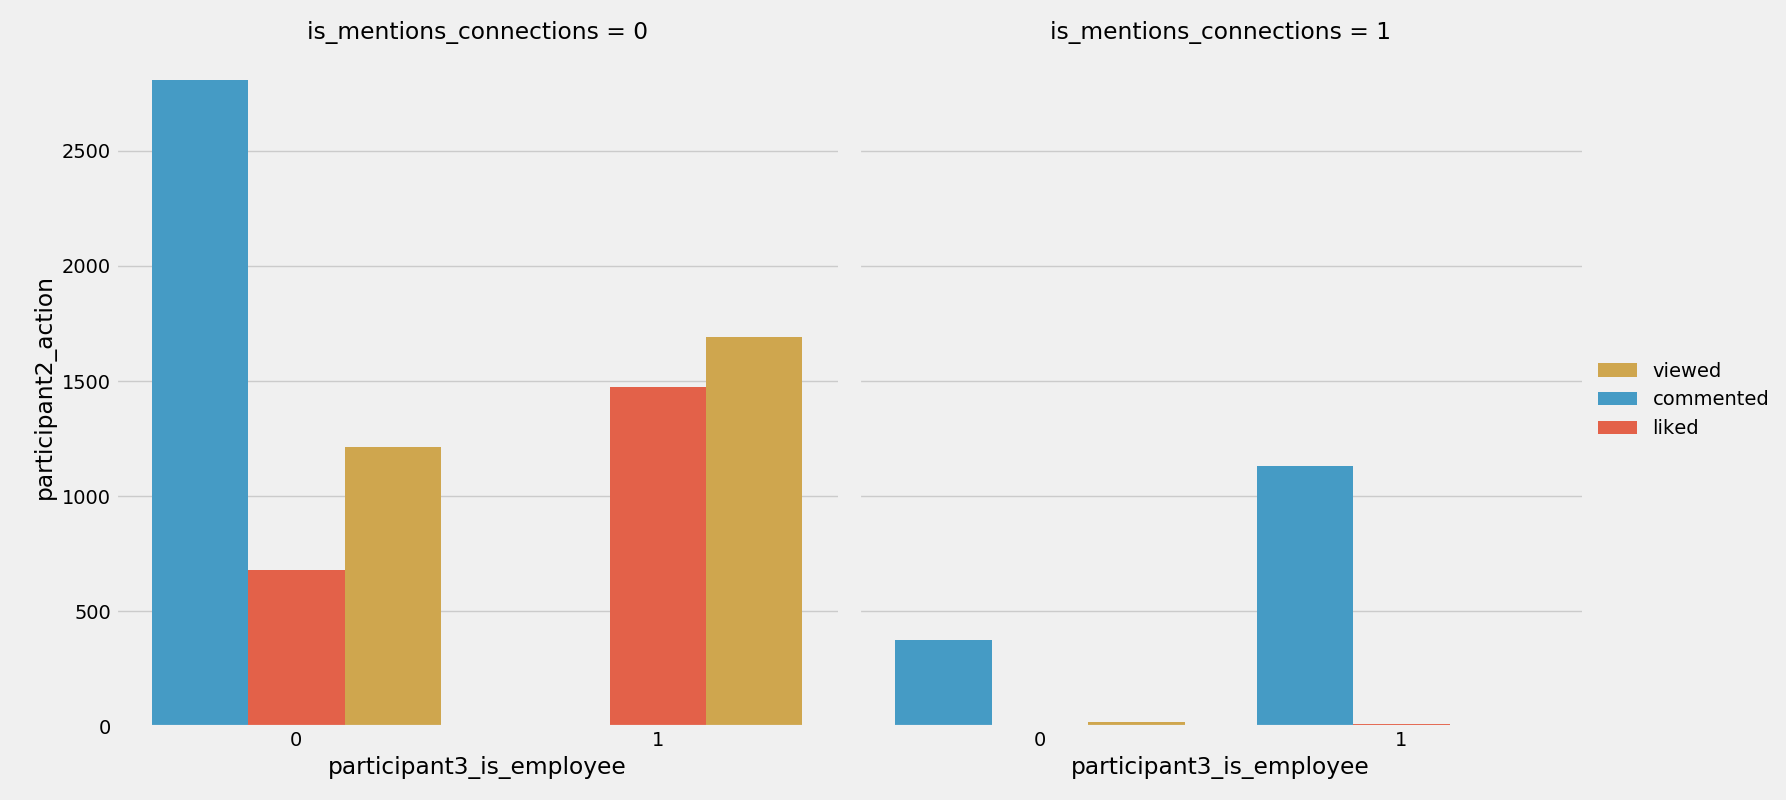 is_mentions_connections = 0
is_mentions_connections = 1
participant2_action
2500
2000
1500
1000
500
0
0
1
0
1
participant3_is_employee
participant3_is_employee
viewed
commented
liked